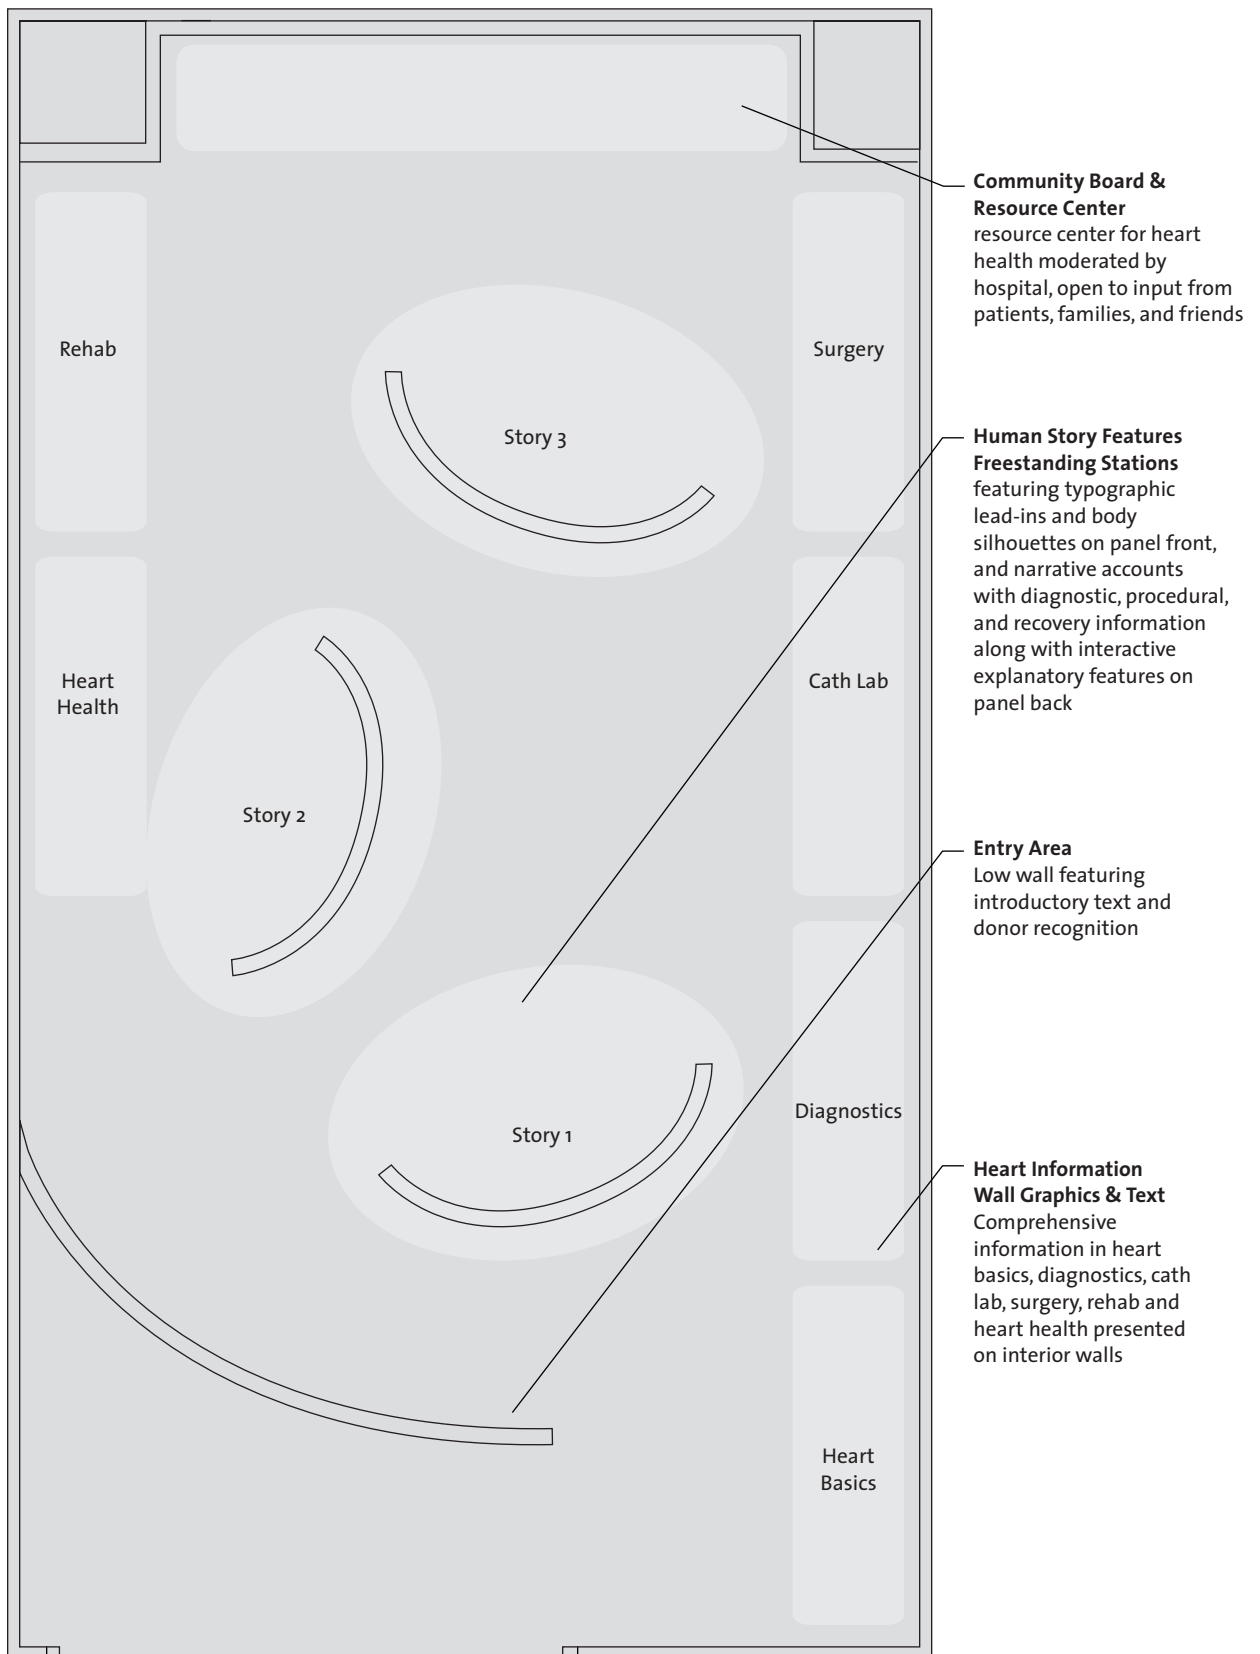 Community Board &
Resource Center
resource center for heart
health moderated by
hospital, open to input from
patients, families, and friends
Rehab
Surgery
Story 3
Human Story Features
Freestanding Stations
featuring typographic
lead-ins and body
silhouettes on panel front,
and narrative accounts
with diagnostic, procedural,
and recovery information
along with interactive
explanatory features on
panel back
Heart
Health
Cath Lab
Story 2
Entry Area
Low wall featuring
introductory text and
donor recognition
Diagnostics
Story 1
Heart Information
Wall Graphics & Text
Comprehensive
information in heart
basics, diagnostics, cath
lab, surgery, rehab and
heart health presented
on interior walls
Heart
Basics